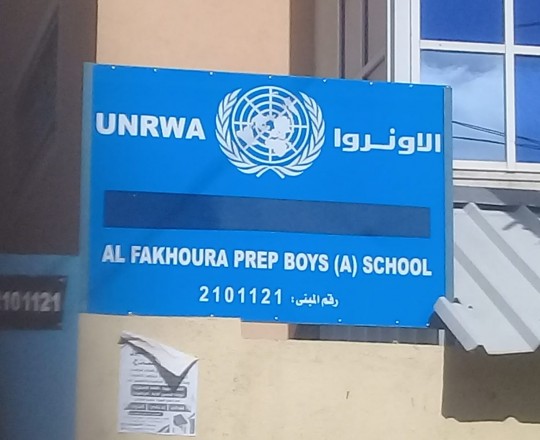 UNRWA الاونروا
AL FAKHOURA PREP BOYS (A) SCHOOL
رقم المبنى: 2101121
2101121